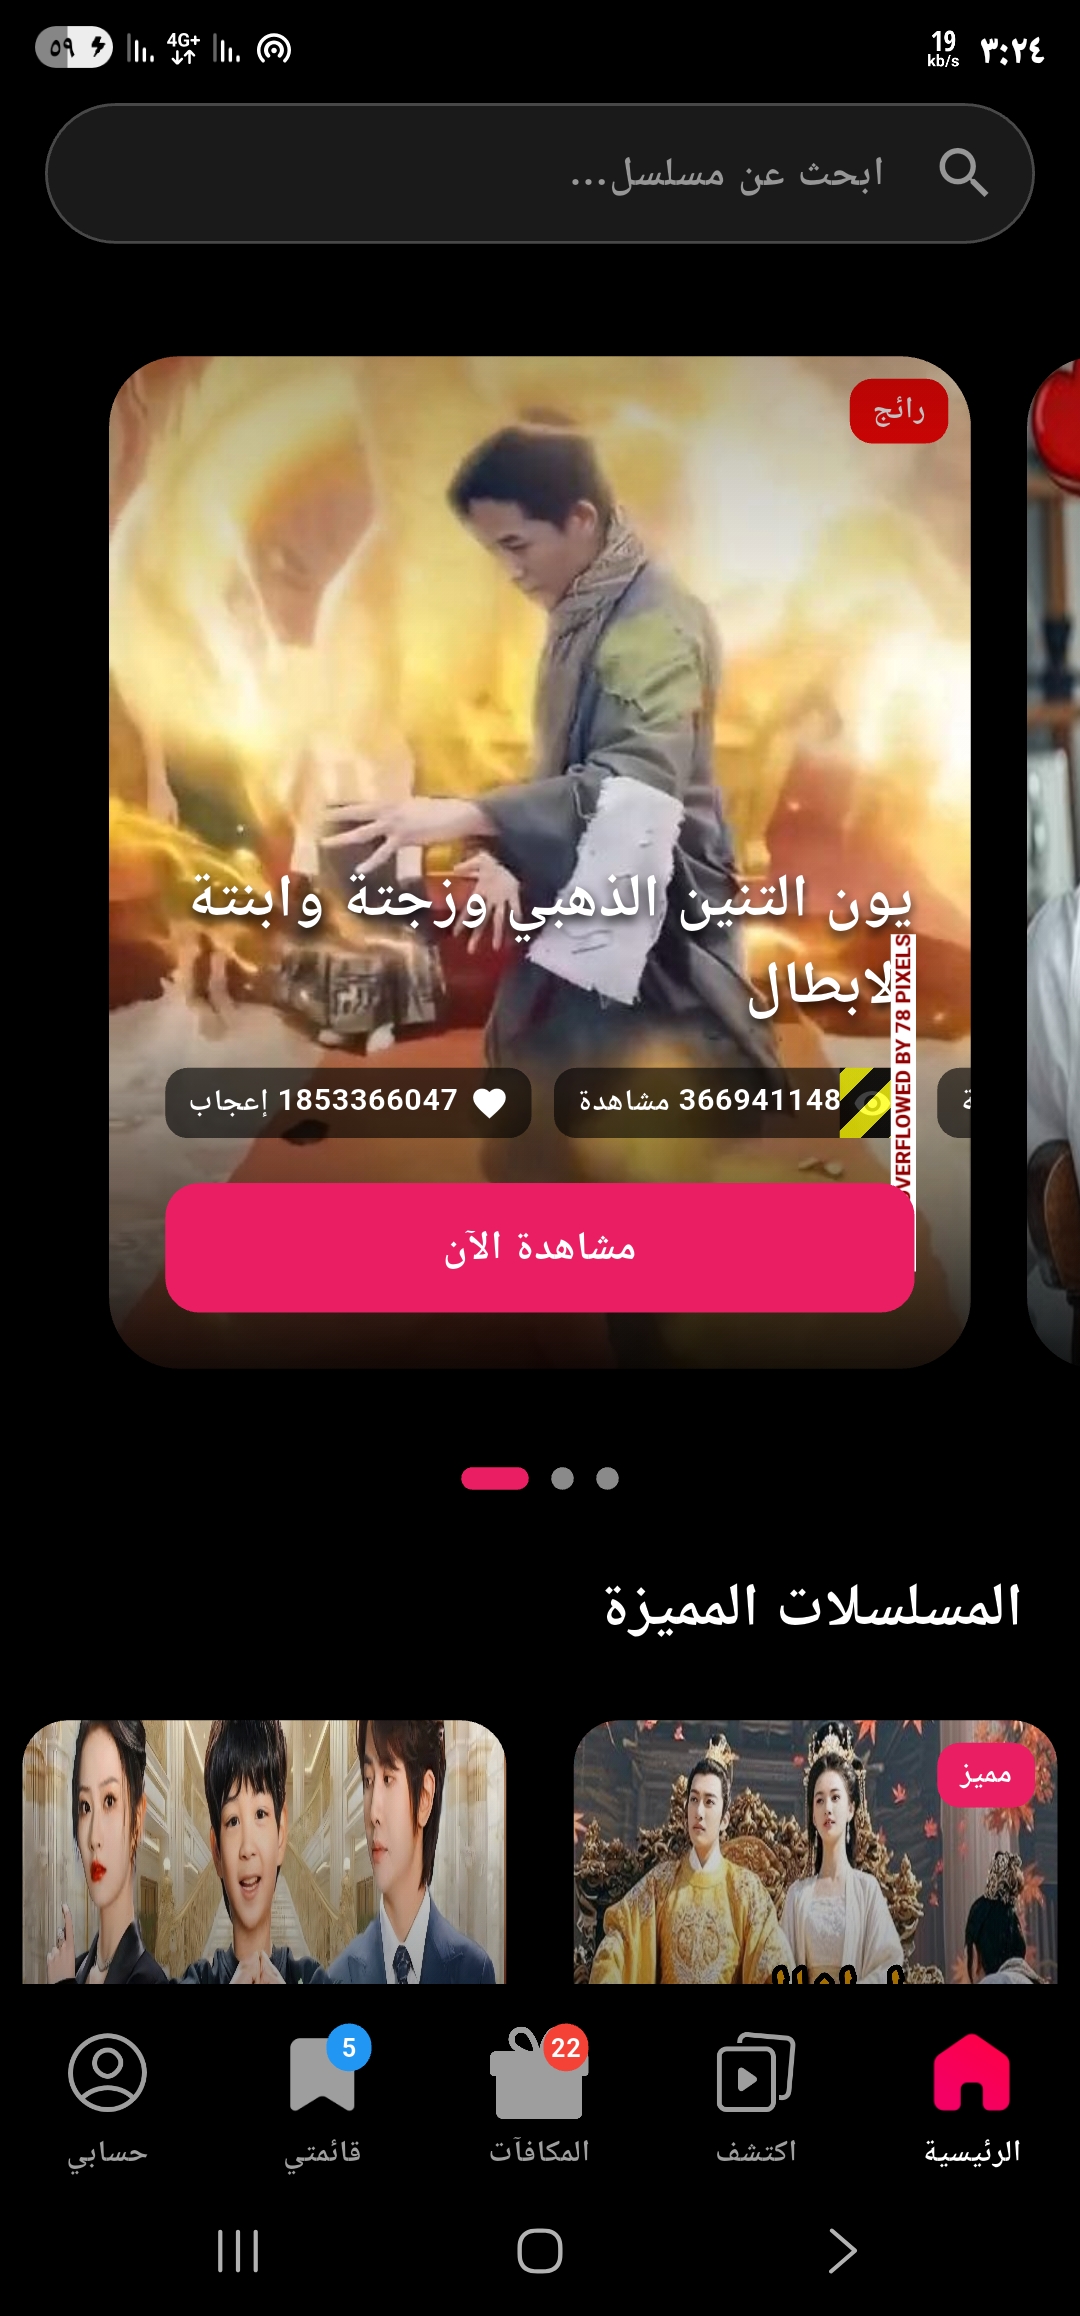 ٣:٢٤
19
kb/s
4G+
٥٩
ابحث عن مسلسل...
رائج
يون التنين الذهبي وزجتة وابنتة
لابطال
OVERFLOWED BY 78 PIXELS
366941148 مشاهدة
1853366047 إعجاب
مشاهدة الآن
المسلسلات المميزة
مميز
22
5
الرئيسية
اكتشف
المكافآت
قائمتي
حسابي